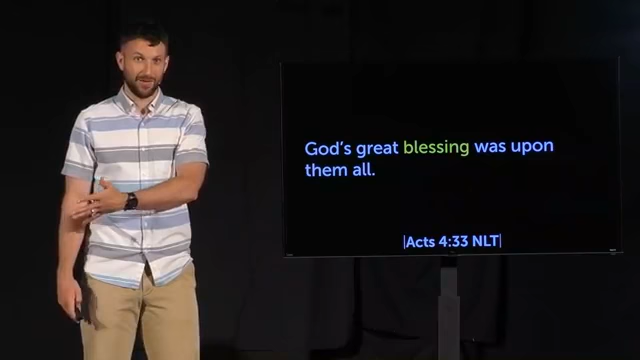 God's great blessing was upon
them all.
|Acts 4:33 NLT|